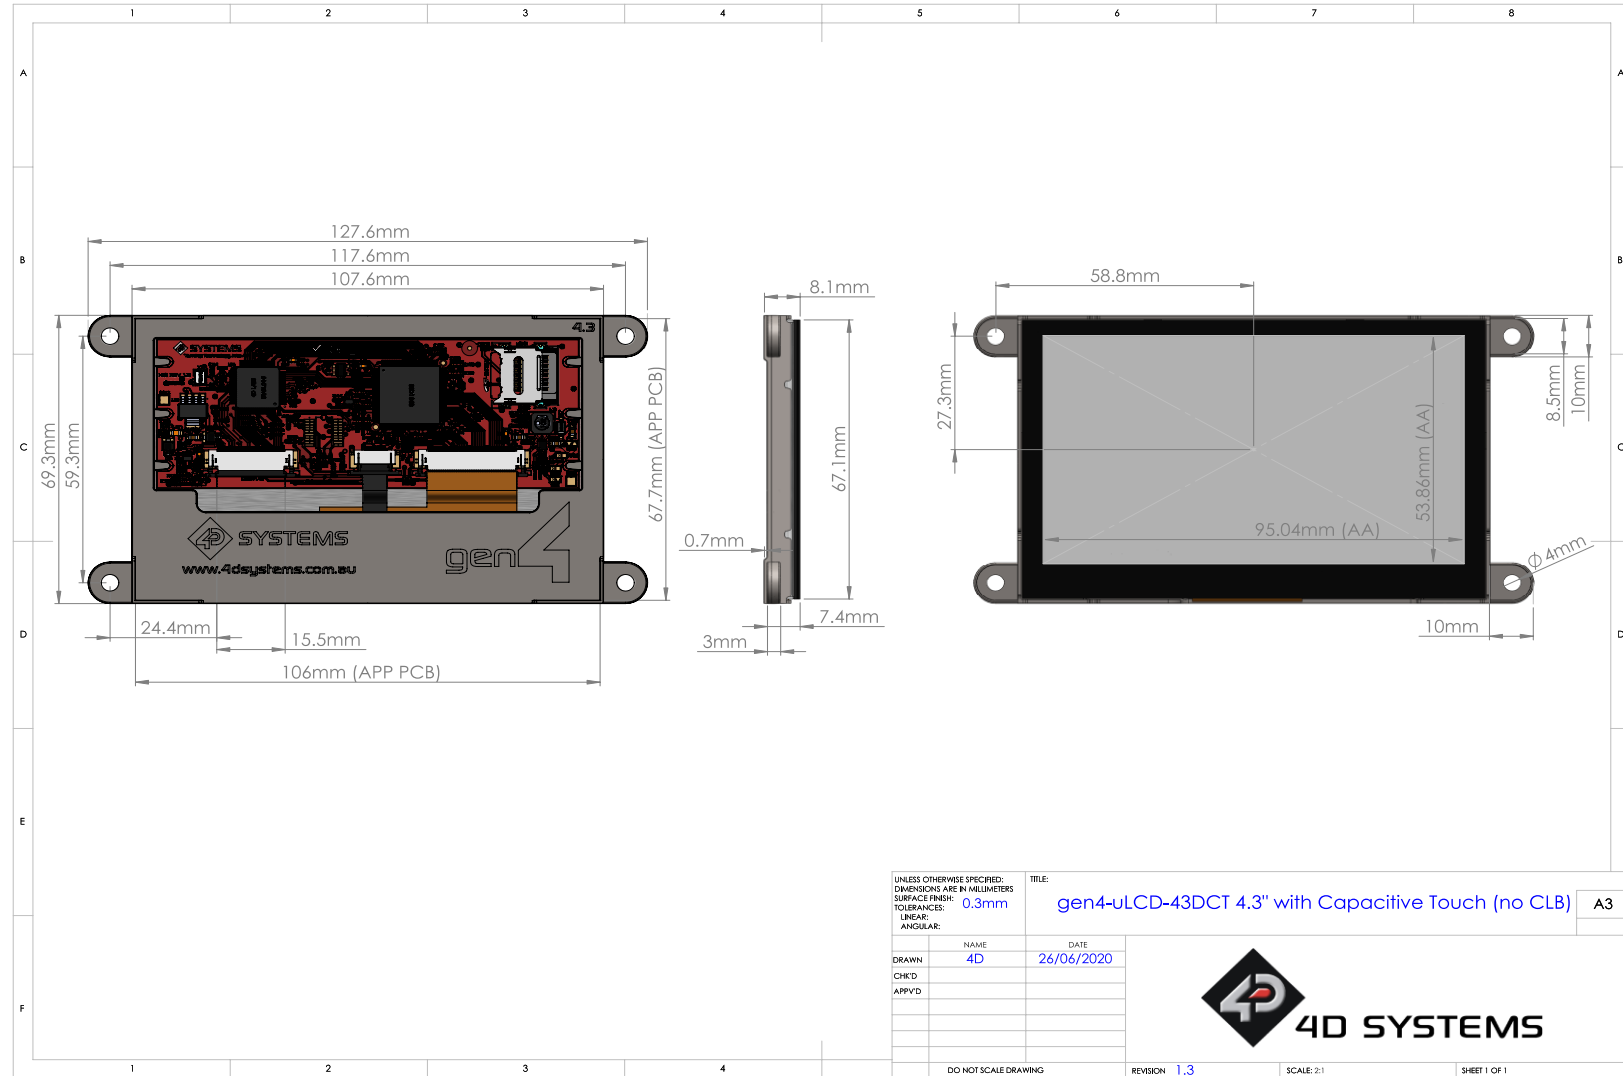 1 2 3 4 5 6 7 8
A A
B B
C C
D D
E
F
127.6mm
117.6mm
107.6mm
69.3mm
59.3mm
67.7mm (APP PCB)
4.3
SYSTEMS
4D SYSTEMS
www.4dsystems.com.au
gen4
24.4mm
15.5mm
106mm (APP PCB)
8.1mm
67.1mm
0.7mm
7.4mm
3mm
58.8mm
27.3mm
8.5mm
10mm
53.86mm (AA)
95.04mm (AA)
Ø4mm
10mm
UNLESS OTHERWISE SPECIFIED:
DIMENSIONS ARE IN MILLIMETERS
SURFACE FINISH: 0.3mm
TOLERANCES:
LINEAR:
ANGULAR:
TITLE:
gen4-uLCD-43DCT 4.3" with Capacitive Touch (no CLB)
A3
NAME DATE
DRAWN 4D 26/06/2020
CHK'D
APPV'D
4D SYSTEMS
DO NOT SCALE DRAWING
REVISION 1.3
SCALE: 2:1
SHEET 1 OF 1
1 2 3 4